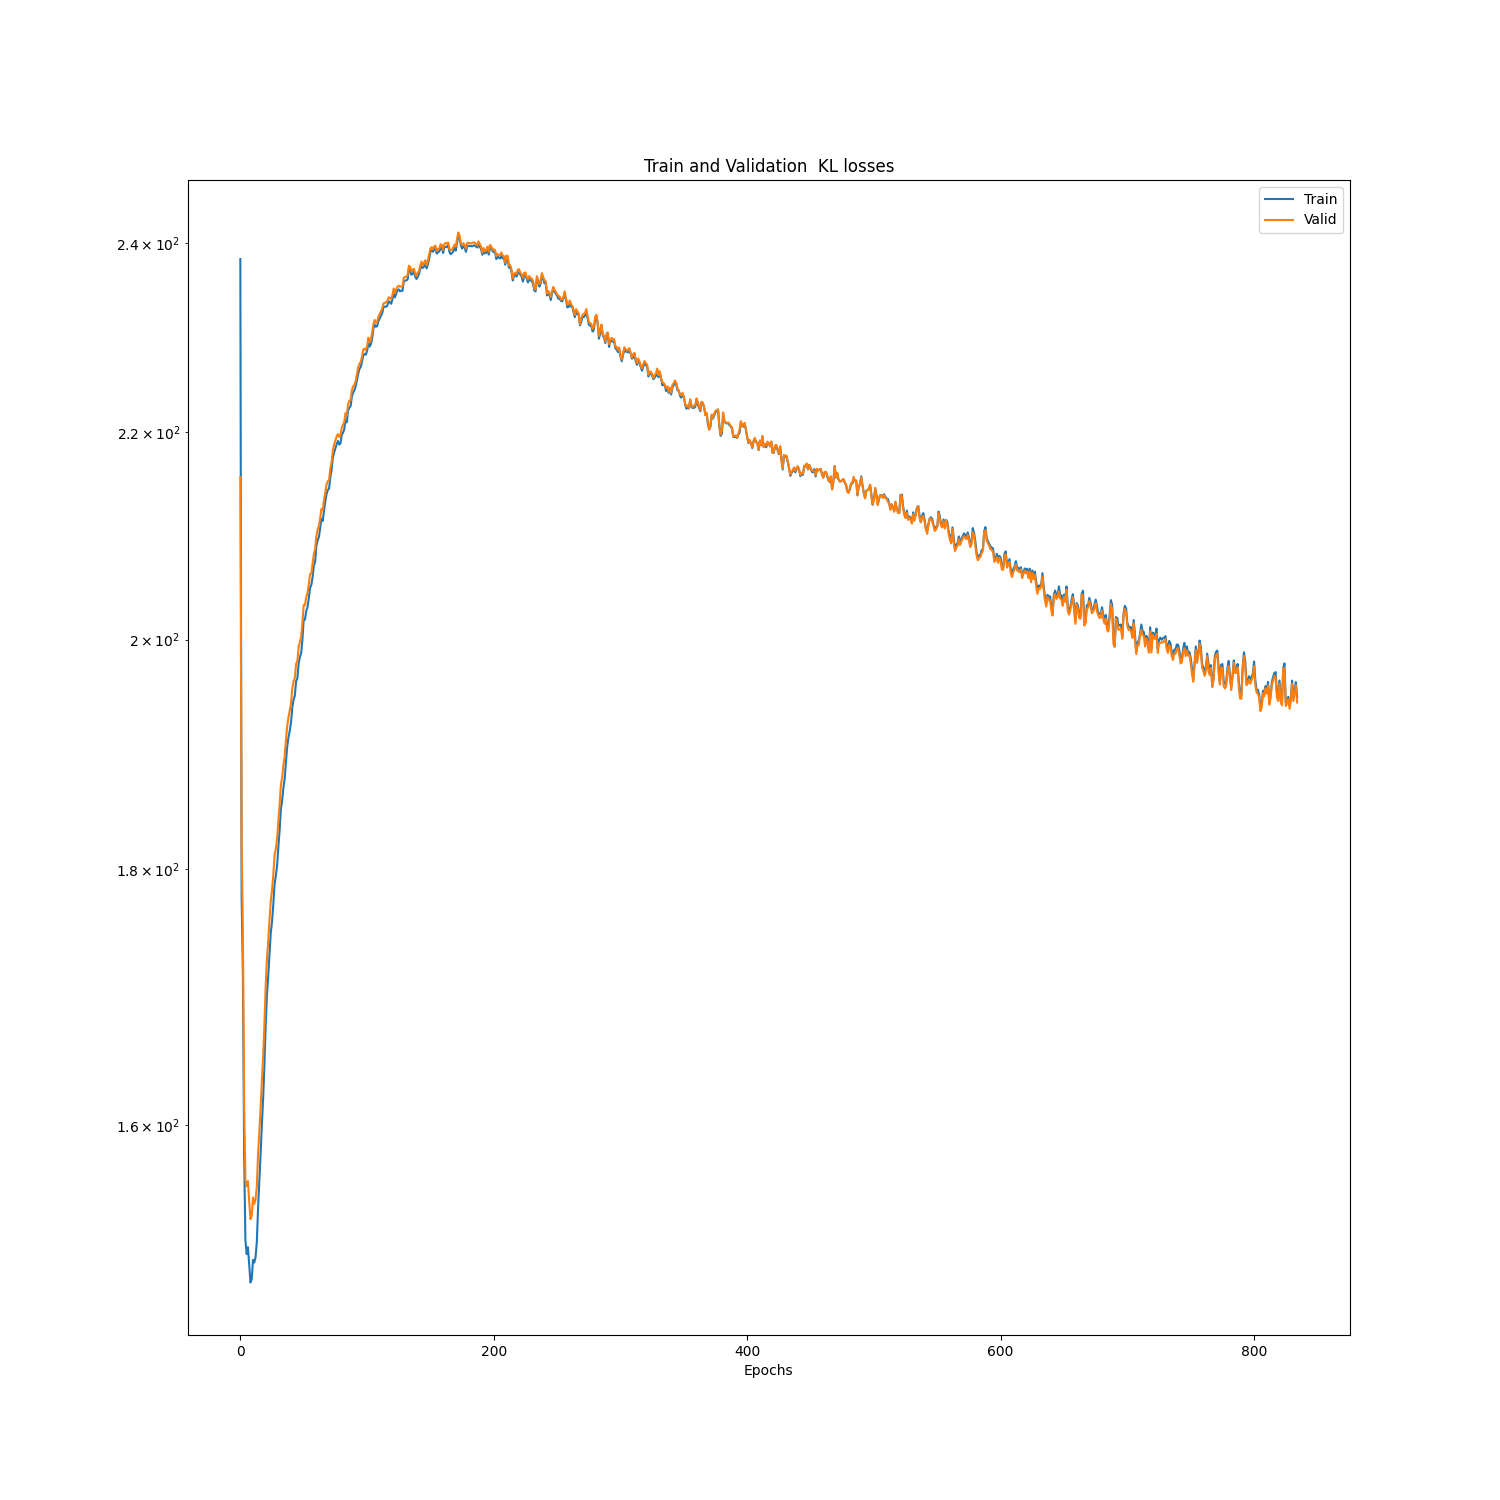 Train and Validation  KL losses
Train
Valid
2.4 × 10²
2.2 × 10²
2 × 10²
1.8 × 10²
1.6 × 10²
0 200 400 600 800
Epochs